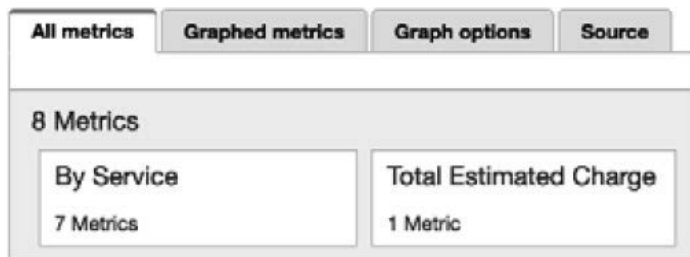 All metrics Graphed metrics Graph options Source
8 Metrics
By Service Total Estimated Charge
7 Metrics 1 Metric